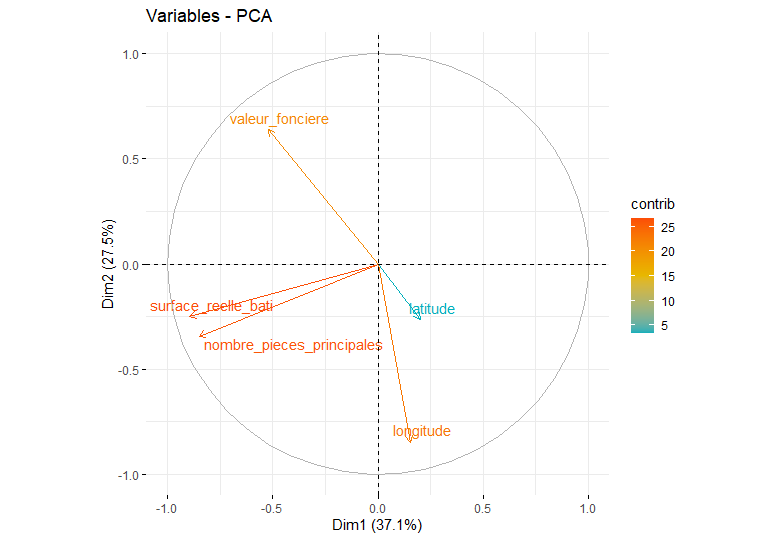 Variables - PCA
1.0
0.5
0.0
-0.5
-1.0
Dim2 (27.5%)
valeur_fonciere
surface_reelle_bati
latitude
nombre_pieces_principales
longitude
-1.0
-0.5
0.0
0.5
1.0
Dim1 (37.1%)
contrib
25
20
15
10
5